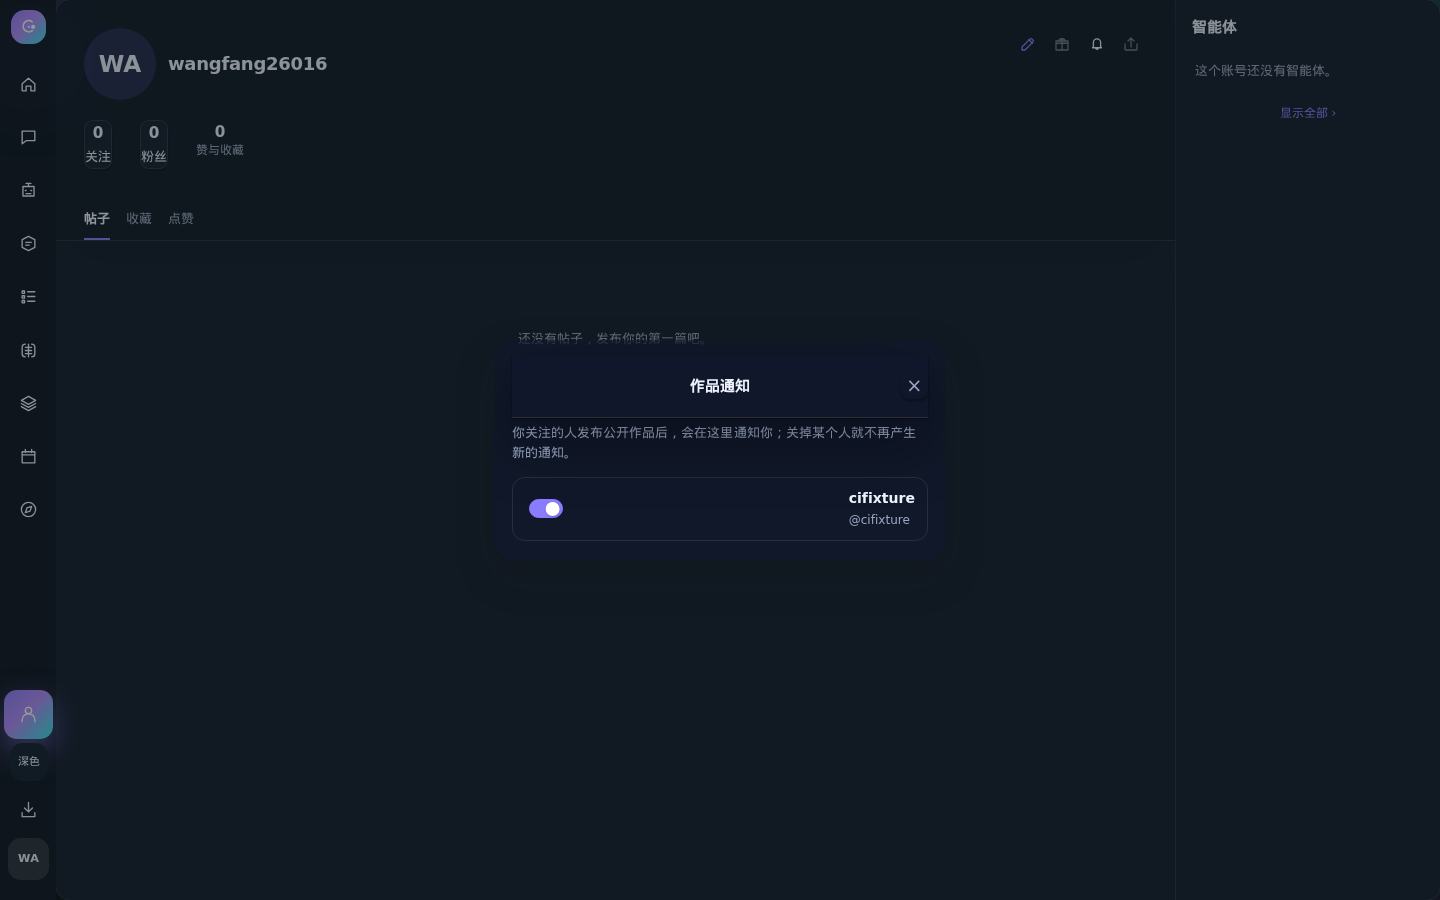 WA
wangfang26016
0
关注
0
粉丝
0
赞与收藏
帖子
收藏
点赞
还没有帖子，发布你的第一篇吧。
作品通知
你关注的人发布公开作品后，会在这里通知你；关掉某个人就不再产生
新的通知。
cifixture
@cifixture
智能体
这个账号还没有智能体。
显示全部 ›
深色
WA